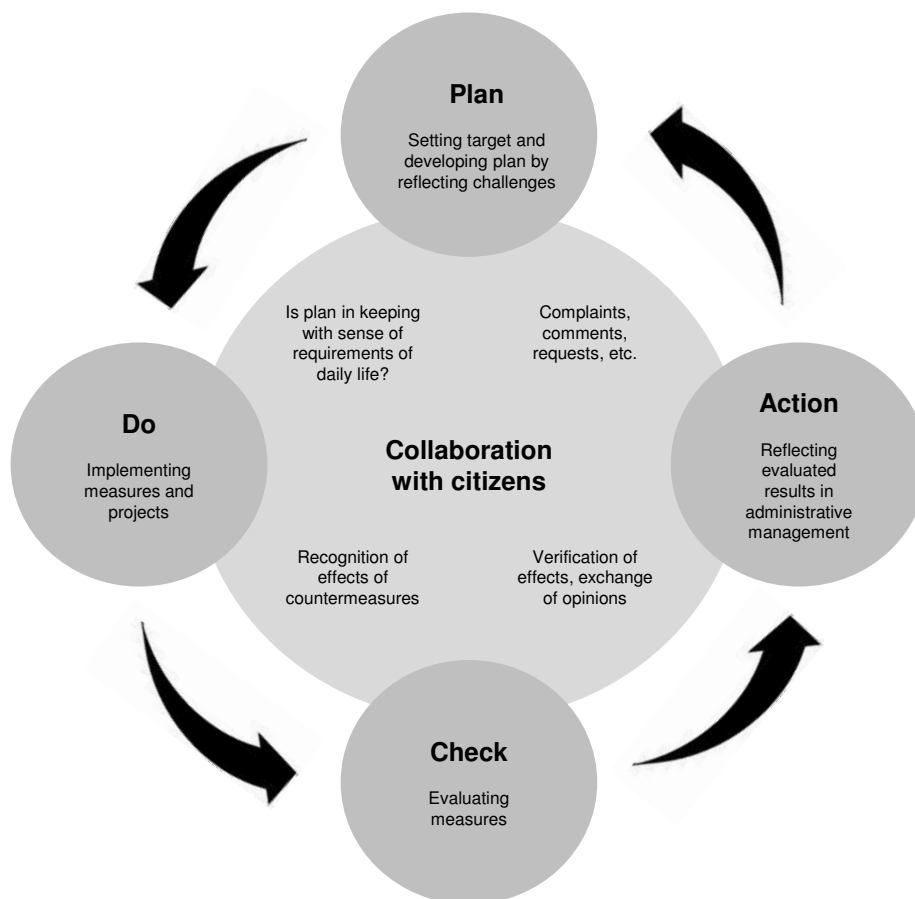 Plan
Setting target and
developing plan by
reflecting challenges
Is plan in keeping
with sense of
requirements of
daily life?
Complaints,
comments,
requests, etc.
Do
Implementing
measures and
projects
Collaboration
with citizens
Action
Reflecting
evaluated
results in
administrative
management
Recognition of
effects of
countermeasures
Verification of
effects, exchange
of opinions
Check
Evaluating
measures